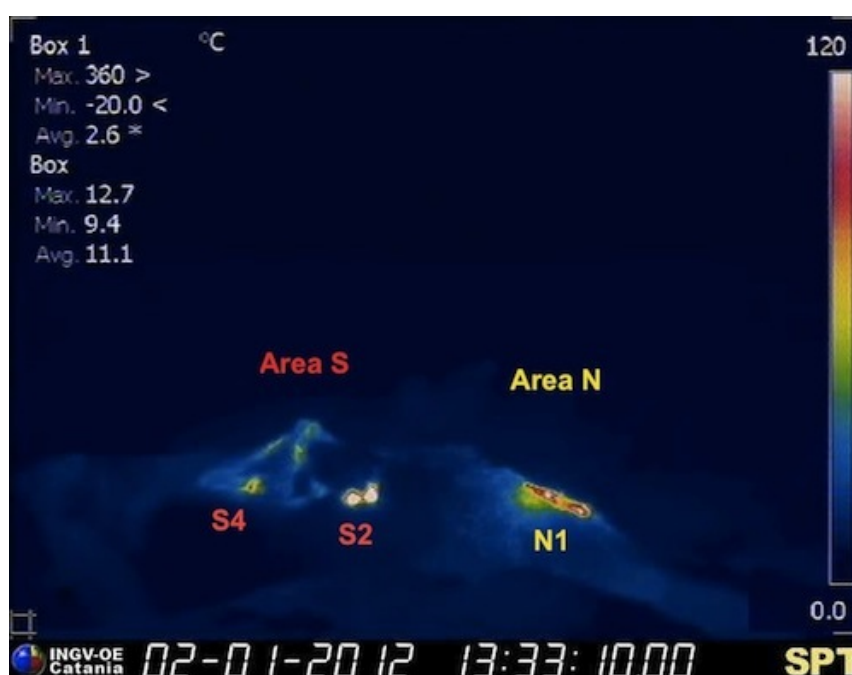 Box 1 °C
Max. 360 >
Min. -20.0 <
Avg. 2.6 *
Box
Max. 12.7
Min. 9.4
Avg. 11.1
120
Area S
Area N
S4
S2
N1
0.0
INGV-OE
Catania
02-01-2012 13:33:10.00
SPT